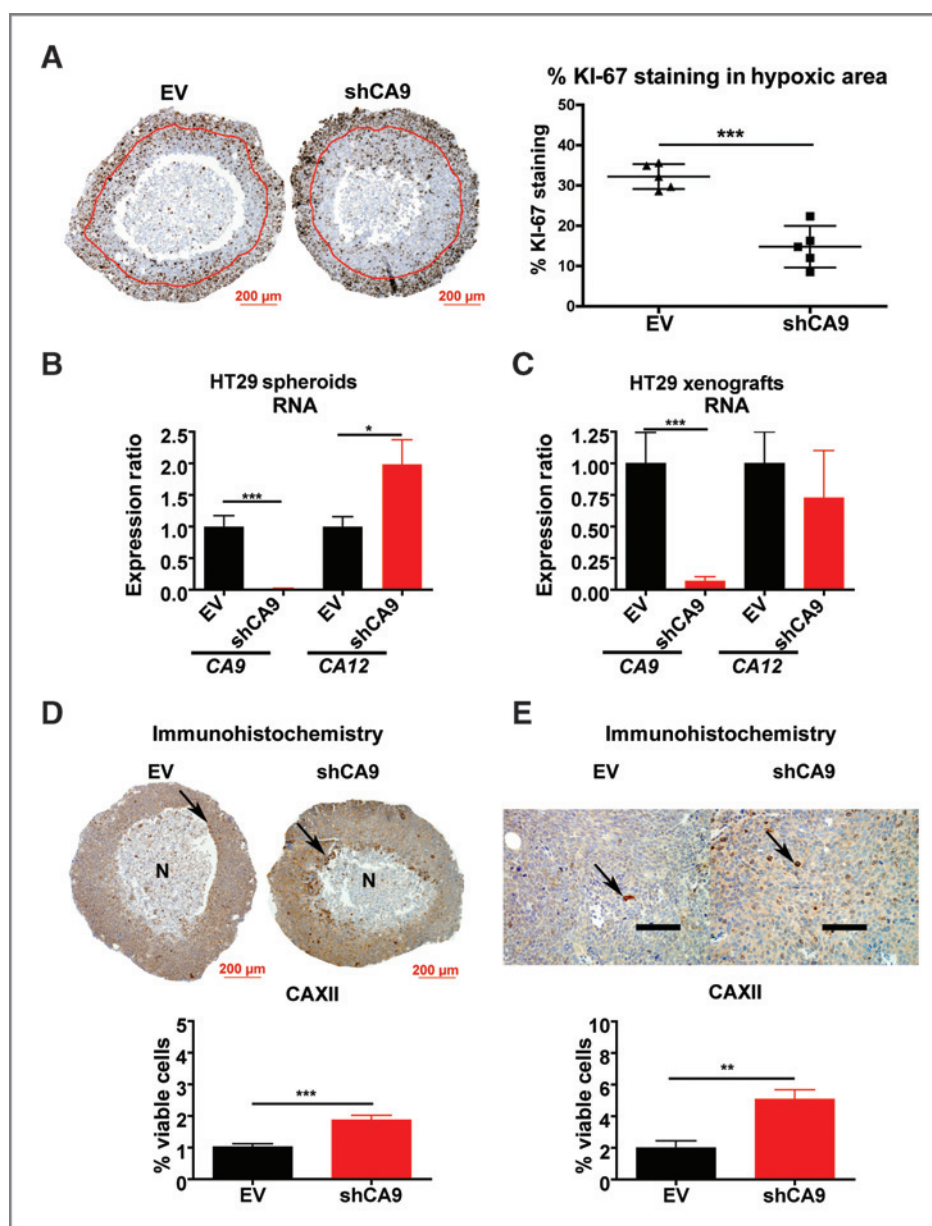 A
EV
shCA9
200 µm
200 µm
% KI-67 staining in hypoxic area
% KI-67 staining
50
40
30
20
10
0
***
EV
shCA9
B
HT29 spheroids
RNA
Expression ratio
2.5
2.0
1.5
1.0
0.5
0.0
***
*
EV
shCA9
EV
shCA9
CA9
CA12
C
HT29 xenografts
RNA
Expression ratio
1.25
1.00
0.75
0.50
0.25
0.00
***
EV
shCA9
EV
shCA9
CA9
CA12
D
Immunohistochemistry
EV
shCA9
N
N
200 µm
200 µm
CAXII
% viable cells
5
4
3
2
1
0
***
EV
shCA9
E
Immunohistochemistry
EV
shCA9
CAXII
% viable cells
10
8
6
4
2
0
**
EV
shCA9